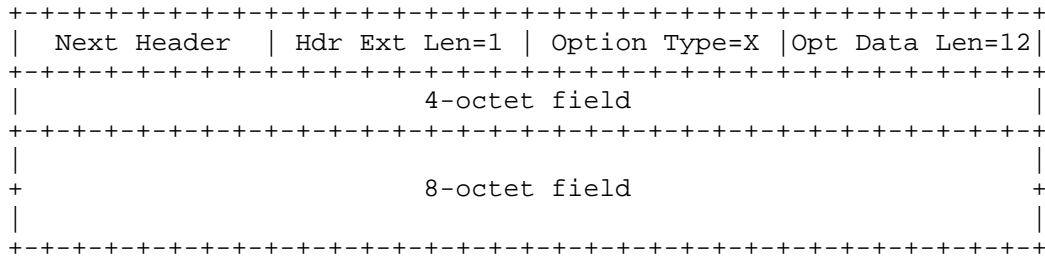 +-+-+-+-+-+-+-+-+-+-+-+-+-+-+-+-+-+-+-+-+-+-+-+-+-+-+-+-+-+-+-+-+
|  Next Header  | Hdr Ext Len=1 | Option Type=X |Opt Data Len=12|
+-+-+-+-+-+-+-+-+-+-+-+-+-+-+-+-+-+-+-+-+-+-+-+-+-+-+-+-+-+-+-+-+
|                         4-octet field                         |
+-+-+-+-+-+-+-+-+-+-+-+-+-+-+-+-+-+-+-+-+-+-+-+-+-+-+-+-+-+-+-+-+
|                                                               |
+                         8-octet field                         +
|                                                               |
+-+-+-+-+-+-+-+-+-+-+-+-+-+-+-+-+-+-+-+-+-+-+-+-+-+-+-+-+-+-+-+-+